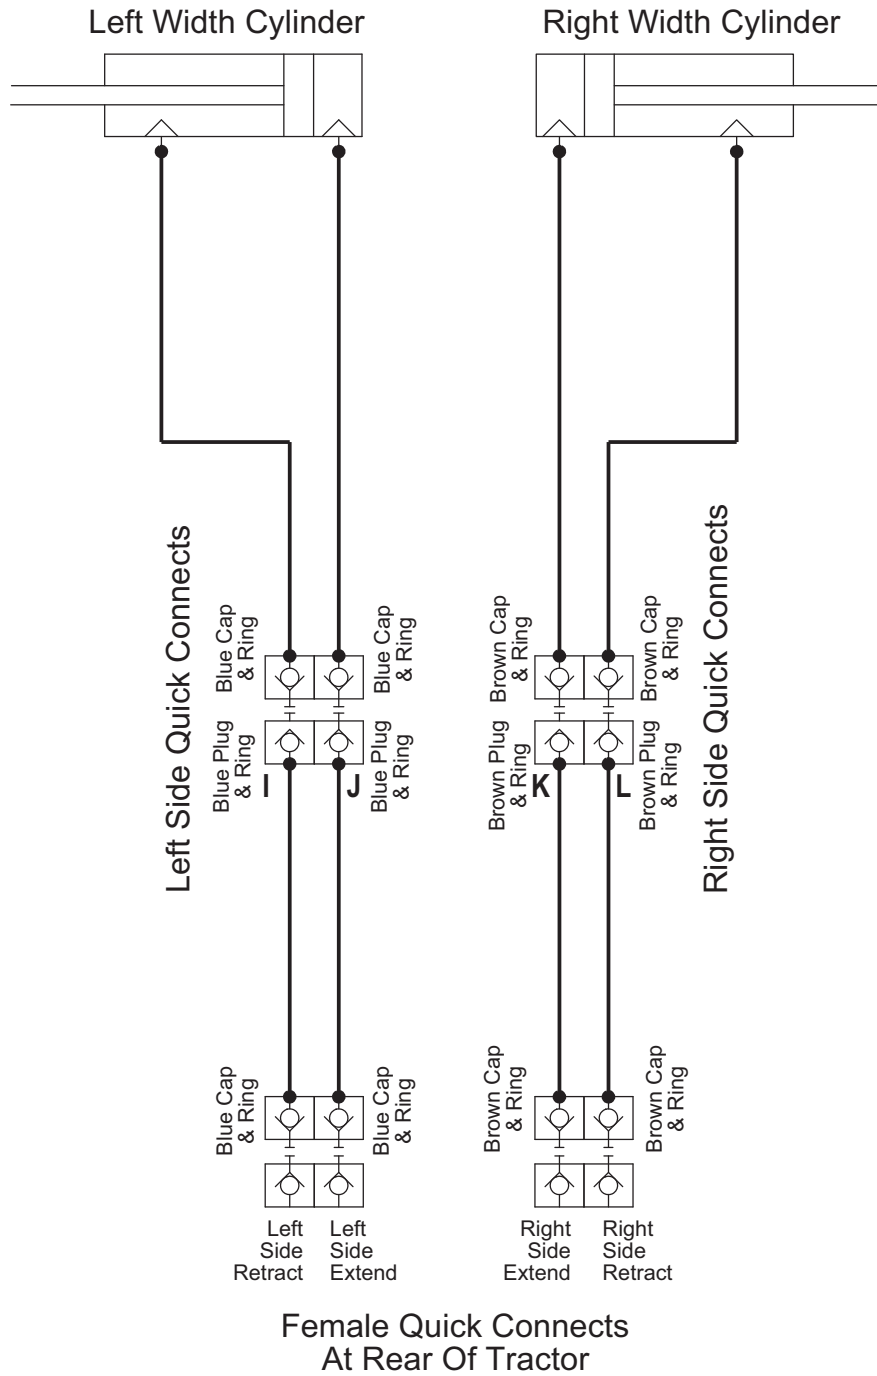 Left Width Cylinder
Right Width Cylinder
Left Side Quick Connects
Right Side Quick Connects
Blue Cap
& Ring
Blue Cap
& Ring
Brown Cap
& Ring
Brown Cap
& Ring
Blue Plug
& Ring
I
J
Blue Plug
& Ring
Brown Plug
& Ring
K
L
Brown Plug
& Ring
Blue Cap
& Ring
Blue Cap
& Ring
Brown Cap
& Ring
Brown Cap
& Ring
Left
Side
Retract
Left
Side
Extend
Right
Side
Extend
Right
Side
Retract
Female Quick Connects
At Rear Of Tractor